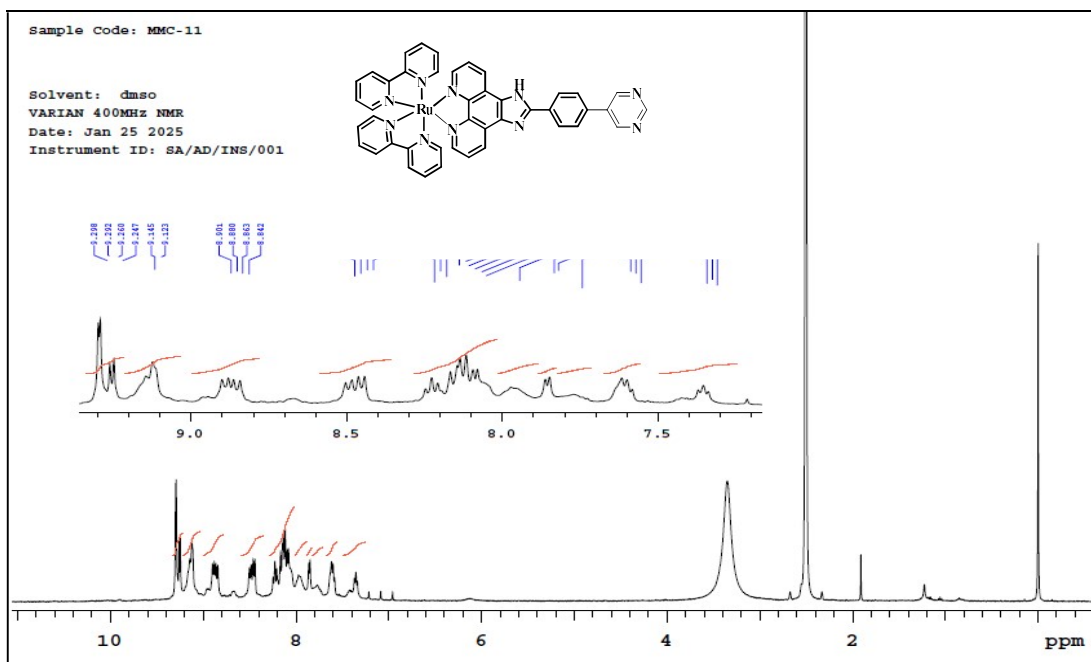 Sample Code: MMC-11
Solvent: dmso
VARIAN 400MHz NMR
Date: Jan 25 2025
Instrument ID: SA/AD/INS/001
H
N
N
N
N
N
N
N
Ru
N
N
N
N
9.298
9.292
9.260
9.247
9.145
9.123
8.901
8.880
8.863
8.842
9.0 8.5 8.0 7.5
10 8 6 4 2 ppm